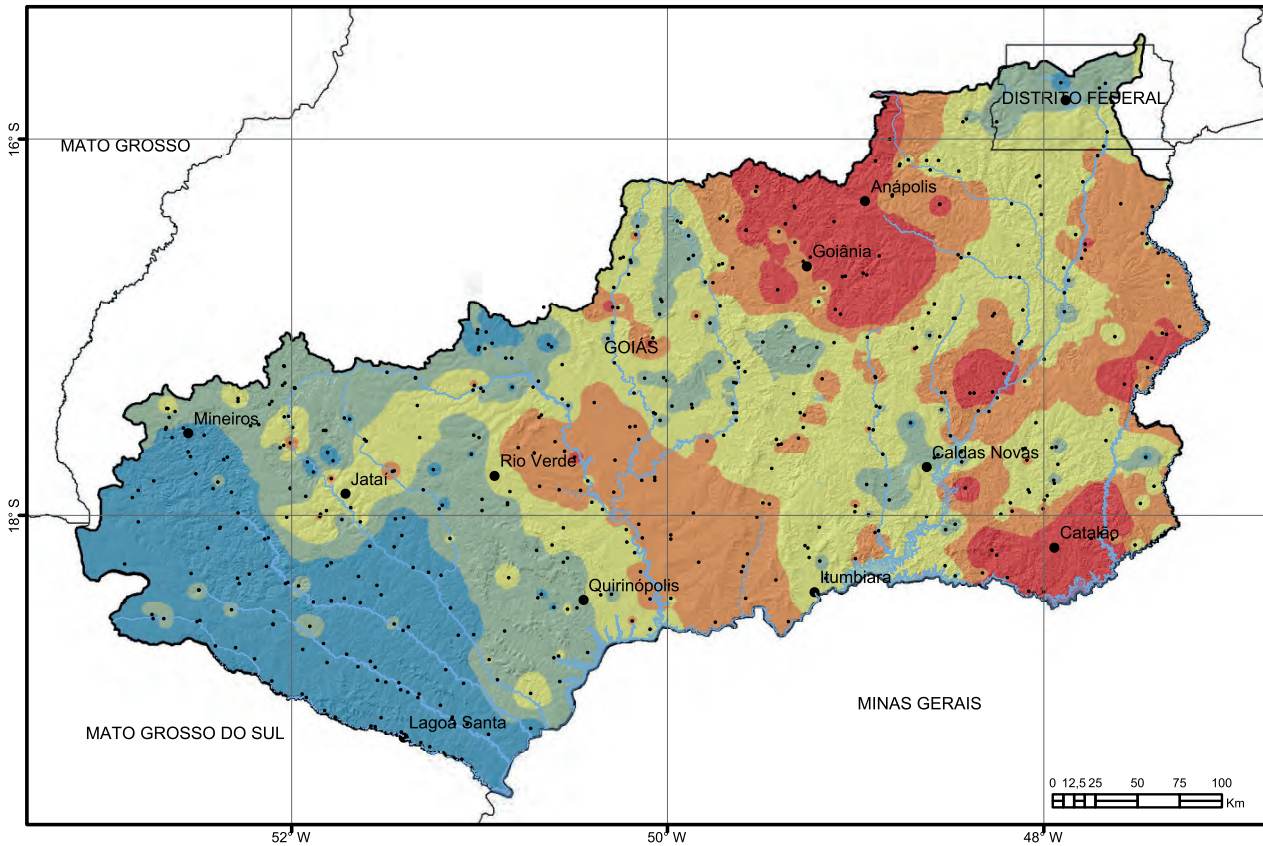 DISTRITO FEDERAL
16° S
MATO GROSSO
Anápolis
Goiânia
GOIÁS
Mineiros
Caldas Novas
Rio Verde
Jataí
18° S
Catalão
Itumbiara
Quirinópolis
MINAS GERAIS
Lagoa Santa
MATO GROSSO DO SUL
0 12,5 25 50 75 100
Km
52° W 50° W 48° W